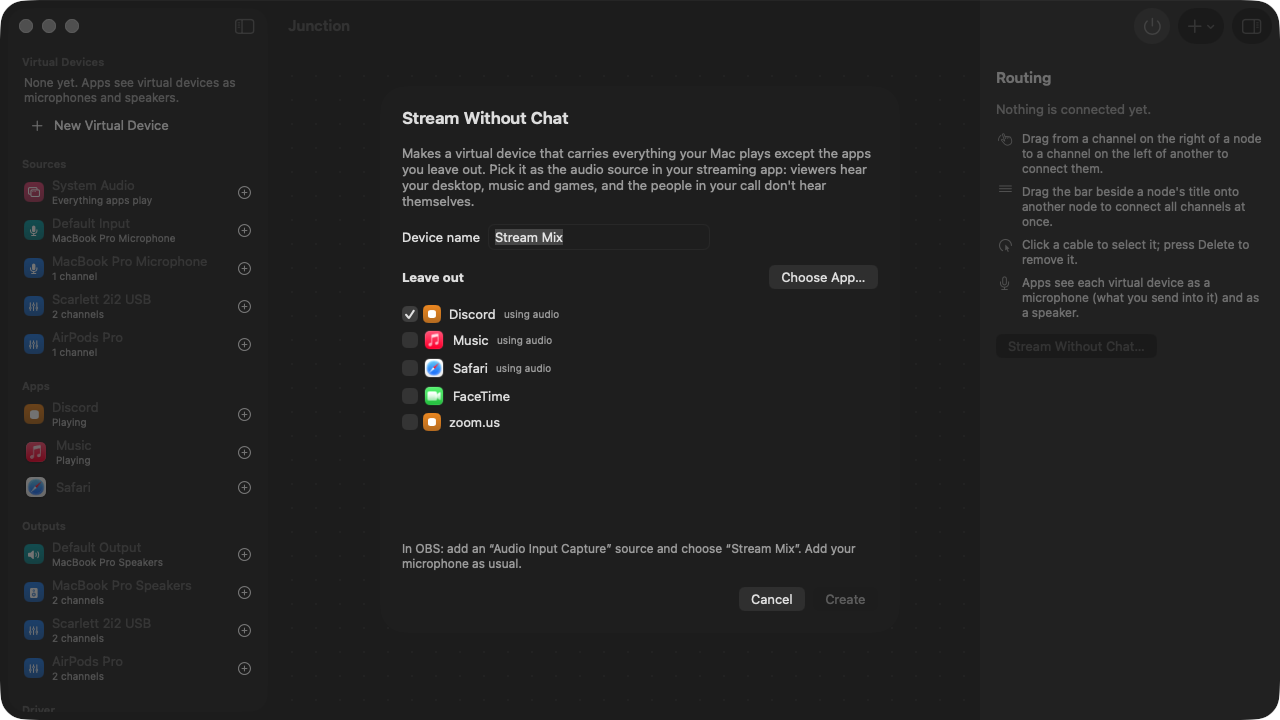 Junction
Virtual Devices
None yet. Apps see virtual devices as
microphones and speakers.
New Virtual Device
Sources
System Audio
Everything apps play
Default Input
MacBook Pro Microphone
MacBook Pro Microphone
1 channel
Scarlett 2i2 USB
2 channels
AirPods Pro
1 channel
Apps
Discord
Playing
Music
Playing
Safari
Outputs
Default Output
MacBook Pro Speakers
MacBook Pro Speakers
2 channels
Scarlett 2i2 USB
2 channels
AirPods Pro
2 channels
Driver
Stream Without Chat
Makes a virtual device that carries everything your Mac plays except the apps
you leave out. Pick it as the audio source in your streaming app: viewers hear
your desktop, music and games, and the people in your call don't hear
themselves.
Device name Stream Mix
Leave out Choose App...
Discord using audio
Music using audio
Safari using audio
FaceTime
zoom.us
In OBS: add an “Audio Input Capture” source and choose “Stream Mix”. Add your
microphone as usual.
Cancel Create
Routing
Nothing is connected yet.
Drag from a channel on the right of a node
to a channel on the left of another to
connect them.
Drag the bar beside a node's title onto
another node to connect all channels at
once.
Click a cable to select it; press Delete to
remove it.
Apps see each virtual device as a
microphone (what you send into it) and as
a speaker.
Stream Without Chat...